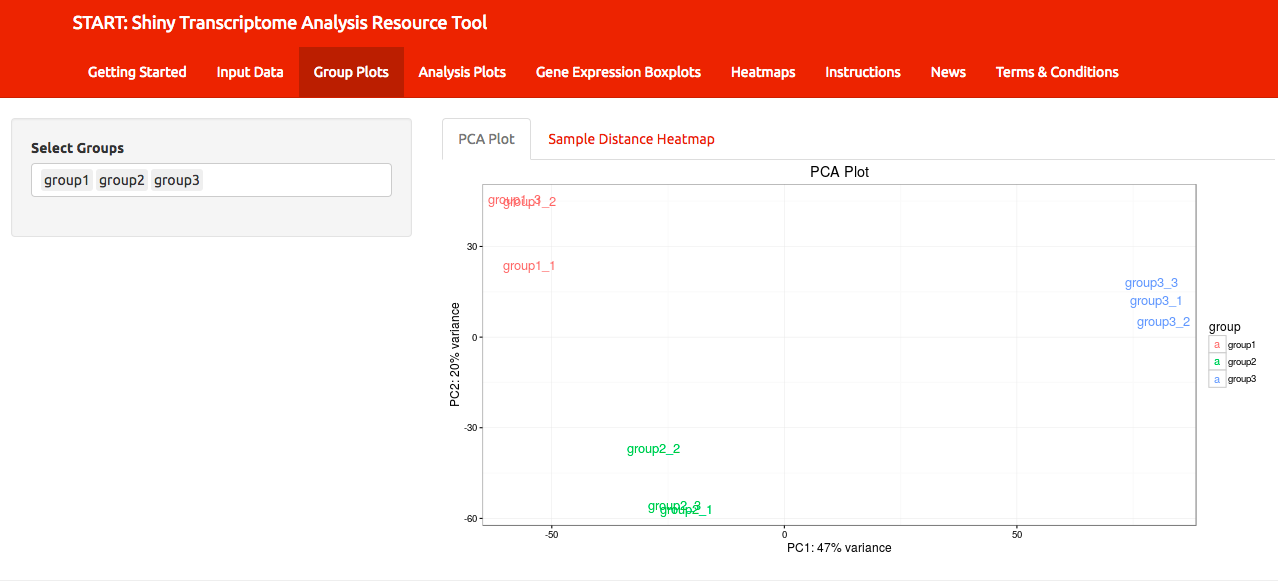 START: Shiny Transcriptome Analysis Resource Tool
Getting Started Input Data Group Plots Analysis Plots Gene Expression Boxplots Heatmaps Instructions News Terms & Conditions
Select Groups
group1 group2 group3
PCA Plot Sample Distance Heatmap
PCA Plot
group1_3
group1_2
group1_1
group3_3
group3_1
group3_2
group2_2
group2_3
group2_1
30
0
-30
-60
PC2: 20% variance
-50 0 50
PC1: 47% variance
group
a group1
a group2
a group3